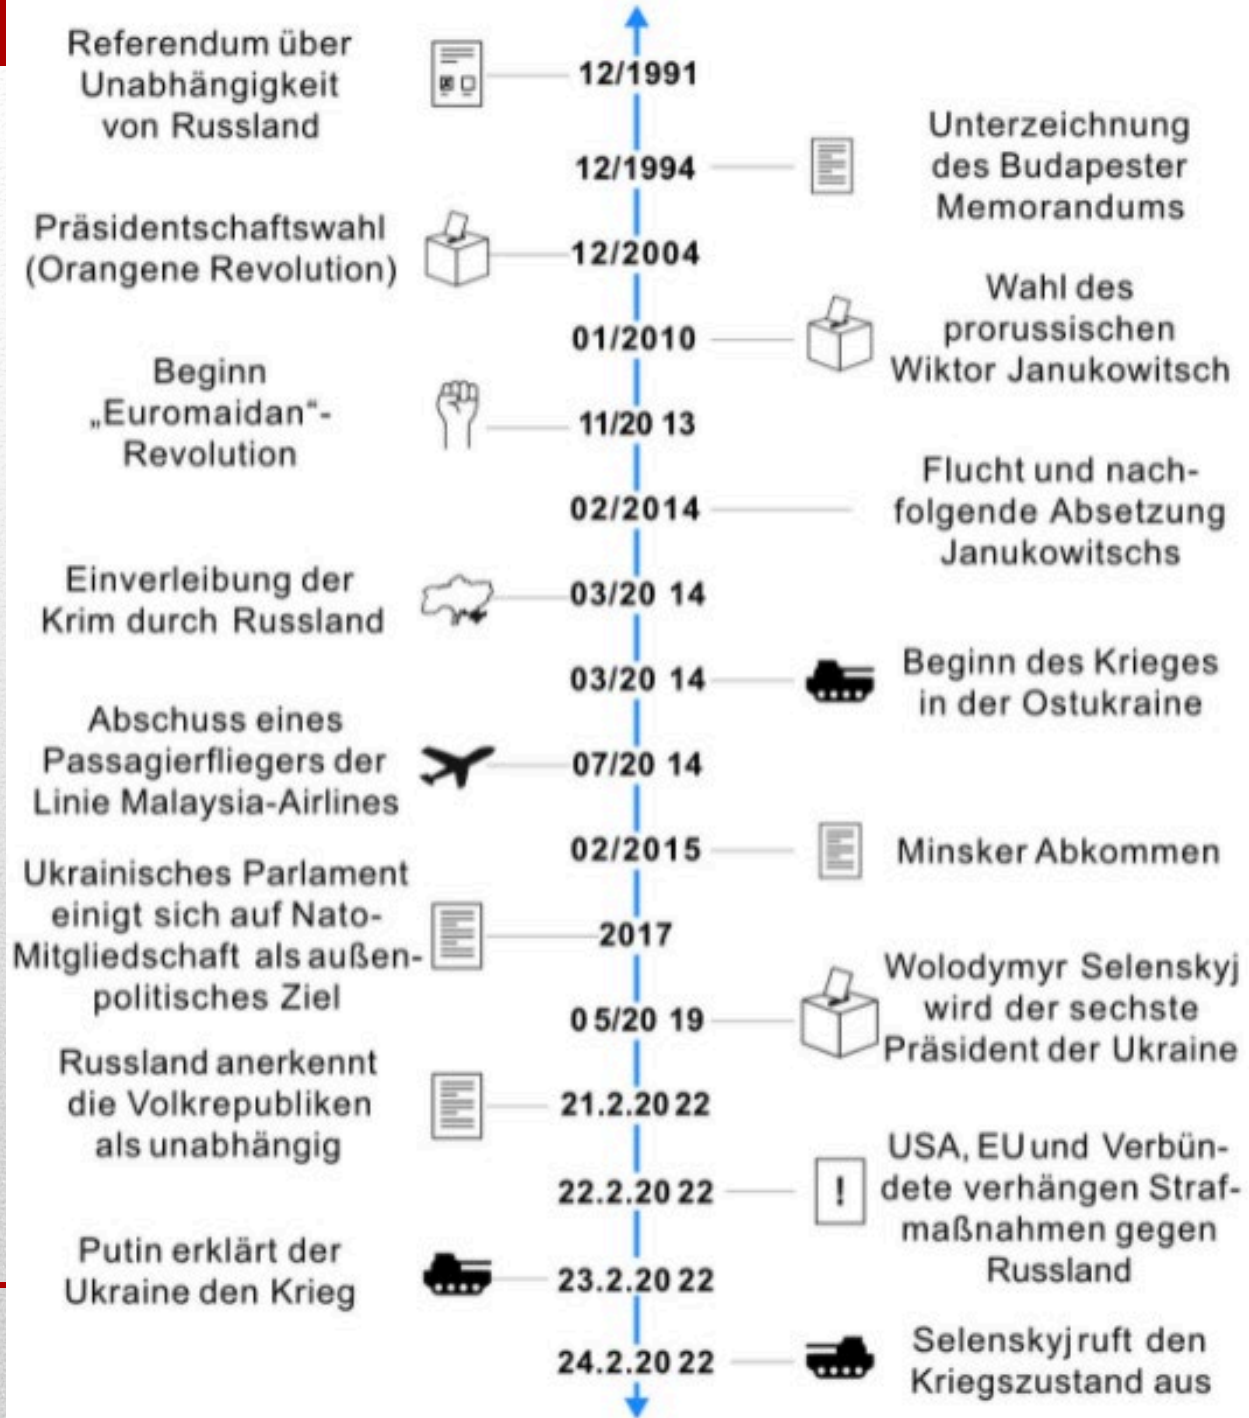 Referendum über
Unabhängigkeit
von Russland
12/1991
12/1994
Unterzeichnung
des Budapester
Memorandums
Präsidentschaftswahl
(Orangene Revolution)
12/2004
01/2010
Wahl des
prorussischen
Wiktor Janukowitsch
Beginn
„Euromaidan“-
Revolution
11/20 13
02/2014
Flucht und nach-
folgende Absetzung
Janukowitschs
Einverleibung der
Krim durch Russland
03/20 14
03/20 14
Beginn des Krieges
in der Ostukraine
Abschuss eines
Passagierfliegers der
Linie Malaysia-Airlines
07/20 14
02/2015
Minsker Abkommen
Ukrainisches Parlament
einigt sich auf Nato-
Mitgliedschaft als außen-
politisches Ziel
2017
05/20 19
Wolodymyr Selenskyj
wird der sechste
Präsident der Ukraine
Russland anerkennt
die Volkrepubliken
als unabhängig
21.2.20 22
22.2.20 22
!
USA, EU und Verbün-
dete verhängen Straf-
maßnahmen gegen
Russland
Putin erklärt der
Ukraine den Krieg
23.2.20 22
24.2.20 22
Selenskyj ruft den
Kriegszustand aus